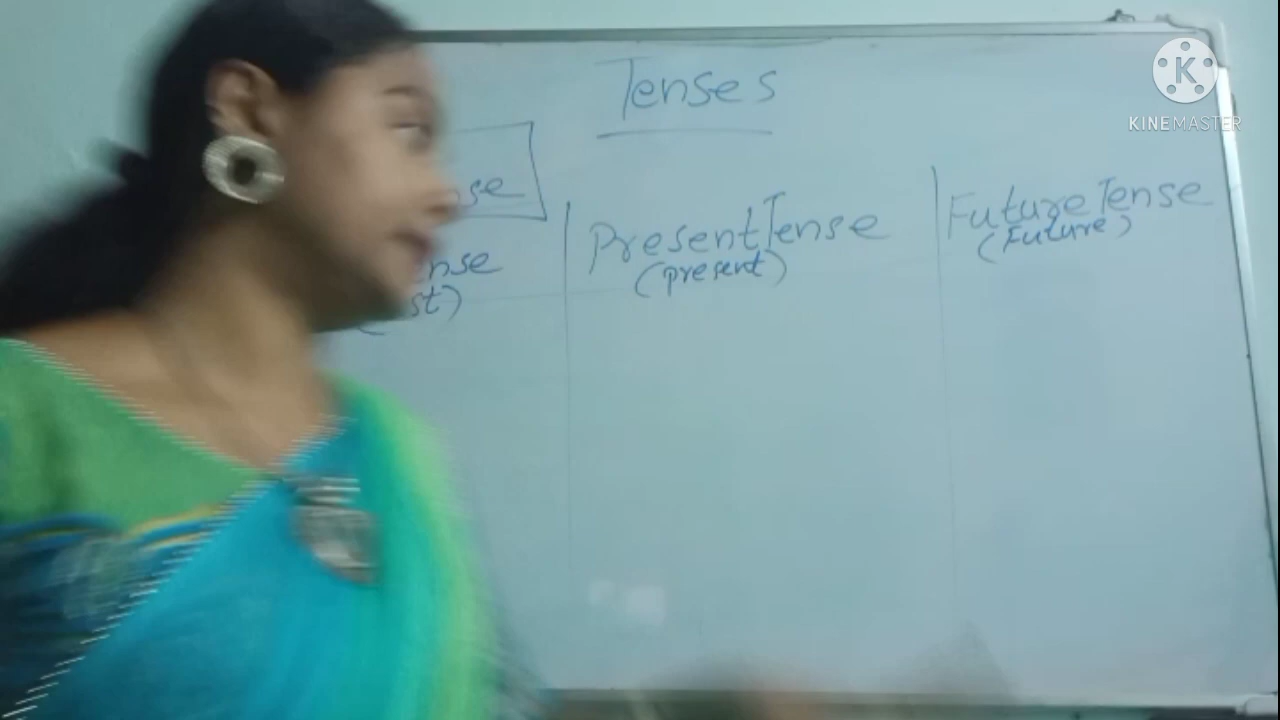 Tenses
KINEMASTER
Present Tense
(present)
Future Tense
(Future)